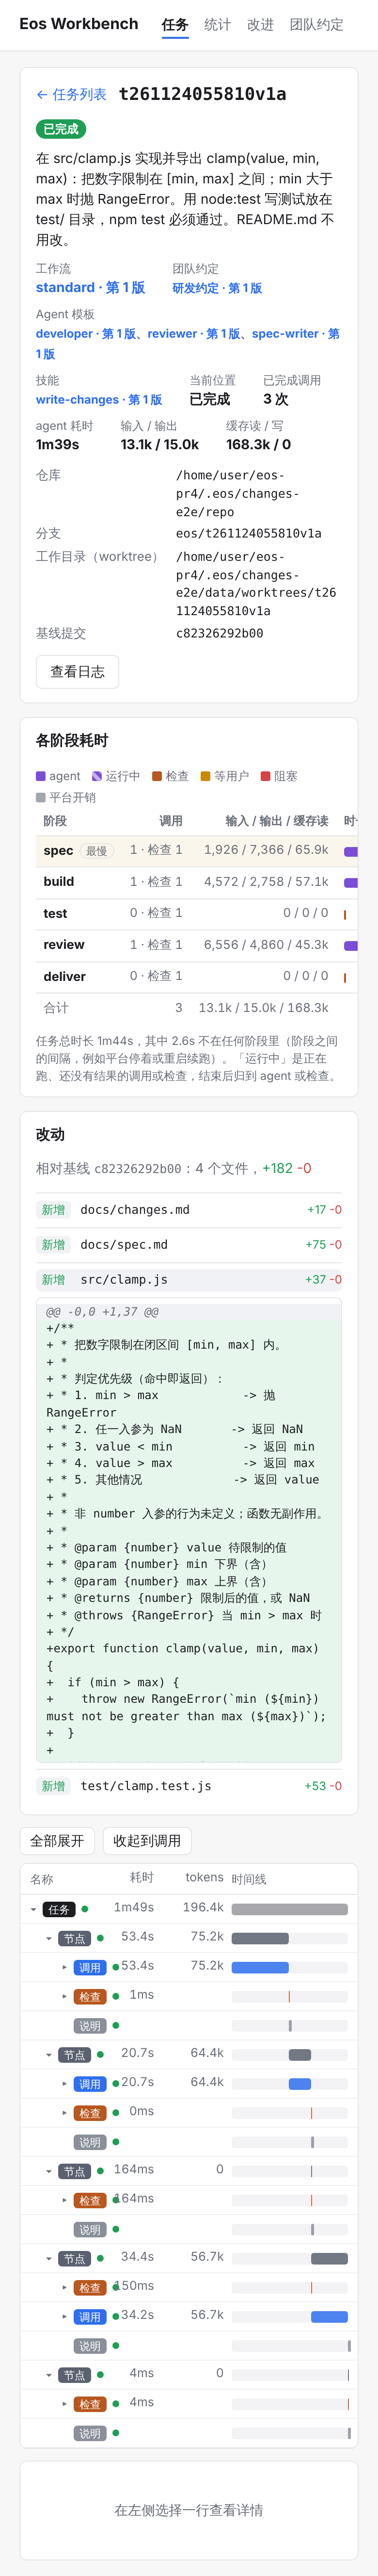 Eos Workbench 任务 统计 改进 团队约定
← 任务列表 t261124055810v1a
已完成
在 src/clamp.js 实现并导出 clamp(value, min,
max)：把数字限制在 [min, max] 之间；min 大于
max 时抛 RangeError。用 node:test 写测试放在
test/ 目录，npm test 必须通过。README.md 不
用改。
工作流 团队约定
standard · 第 1 版 研发约定 · 第 1 版
Agent 模板
developer · 第 1 版、reviewer · 第 1 版、spec-writer · 第
1 版
技能 当前位置 已完成调用
write-changes · 第 1 版 已完成 3 次
agent 耗时 输入 / 输出 缓存读 / 写
1m39s 13.1k / 15.0k 168.3k / 0
仓库 /home/user/eos-
pr4/.eos/changes-
e2e/repo
分支 eos/t261124055810v1a
工作目录（worktree） /home/user/eos-
pr4/.eos/changes-
e2e/data/worktrees/t26
1124055810v1a
基线提交 c82326292b00
查看日志
各阶段耗时
agent 运行中 检查 等用户 阻塞
平台开销
阶段 调用 输入 / 输出 / 缓存读
spec 最慢 1 · 检查 1 1,926 / 7,366 / 65.9k
build 1 · 检查 1 4,572 / 2,758 / 57.1k
test 0 · 检查 1 0 / 0 / 0
review 1 · 检查 1 6,556 / 4,860 / 45.3k
deliver 0 · 检查 1 0 / 0 / 0
合计 3 13.1k / 15.0k / 168.3k
任务总时长 1m44s，其中 2.6s 不在任何阶段里（阶段之间
的间隔，例如平台停着或重启续跑）。「运行中」是正在
跑、还没有结果的调用或检查，结束后归到 agent 或检查。
改动
相对基线 c82326292b00：4 个文件，+182 -0
新增 docs/changes.md +17 -0
新增 docs/spec.md +75 -0
新增 src/clamp.js +37 -0
@@ -0,0 +1,37 @@
+/**
+ * 把数字限制在闭区间 [min, max] 内。
+ *
+ * 判定优先级（命中即返回）：
+ * 1. min > max -> 抛
RangeError
+ * 2. 任一入参为 NaN -> 返回 NaN
+ * 3. value < min -> 返回 min
+ * 4. value > max -> 返回 max
+ * 5. 其他情况 -> 返回 value
+ *
+ * 非 number 入参的行为未定义；函数无副作用。
+ *
+ * @param {number} value 待限制的值
+ * @param {number} min 下界（含）
+ * @param {number} max 上界（含）
+ * @returns {number} 限制后的值，或 NaN
+ * @throws {RangeError} 当 min > max 时
+ */
+export function clamp(value, min, max)
{
+  if (min > max) {
+    throw new RangeError(`min (${min})
must not be greater than max (${max})`);
+  }
+
新增 test/clamp.test.js +53 -0
全部展开 收起到调用
名称 耗时 tokens 时间线
任务 1m49s 196.4k
节点 53.4s 75.2k
调用 53.4s 75.2k
检查 1ms
说明
节点 20.7s 64.4k
调用 20.7s 64.4k
检查 0ms
说明
节点 164ms 0
检查 164ms
说明
节点 34.4s 56.7k
检查 150ms
调用 34.2s 56.7k
说明
节点 4ms 0
检查 4ms
说明
在左侧选择一行查看详情